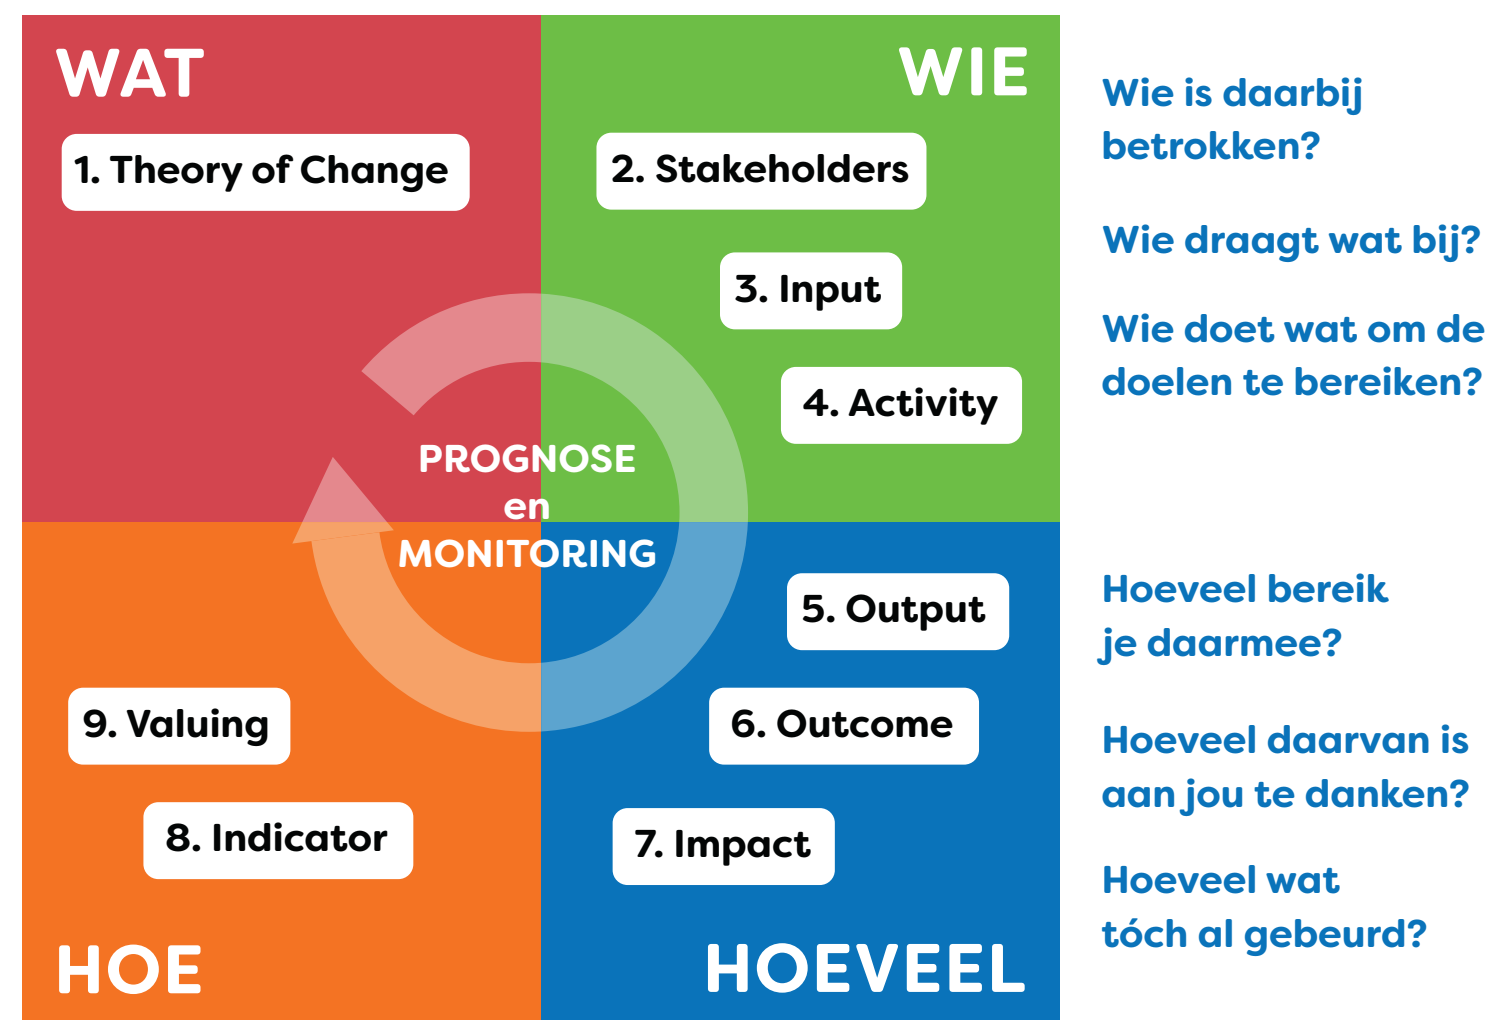 WAT
1. Theory of Change
WIE
2. Stakeholders
3. Input
4. Activity
PROGNOSE
en
MONITORING
5. Output
6. Outcome
7. Impact
HOEVEEL
9. Valuing
8. Indicator
HOE
Wie is daarbij
betrokken?
Wie draagt wat bij?
Wie doet wat om de
doelen te bereiken?
Hoeveel bereik
je daarmee?
Hoeveel daarvan is
aan jou te danken?
Hoeveel wat
tóch al gebeurd?